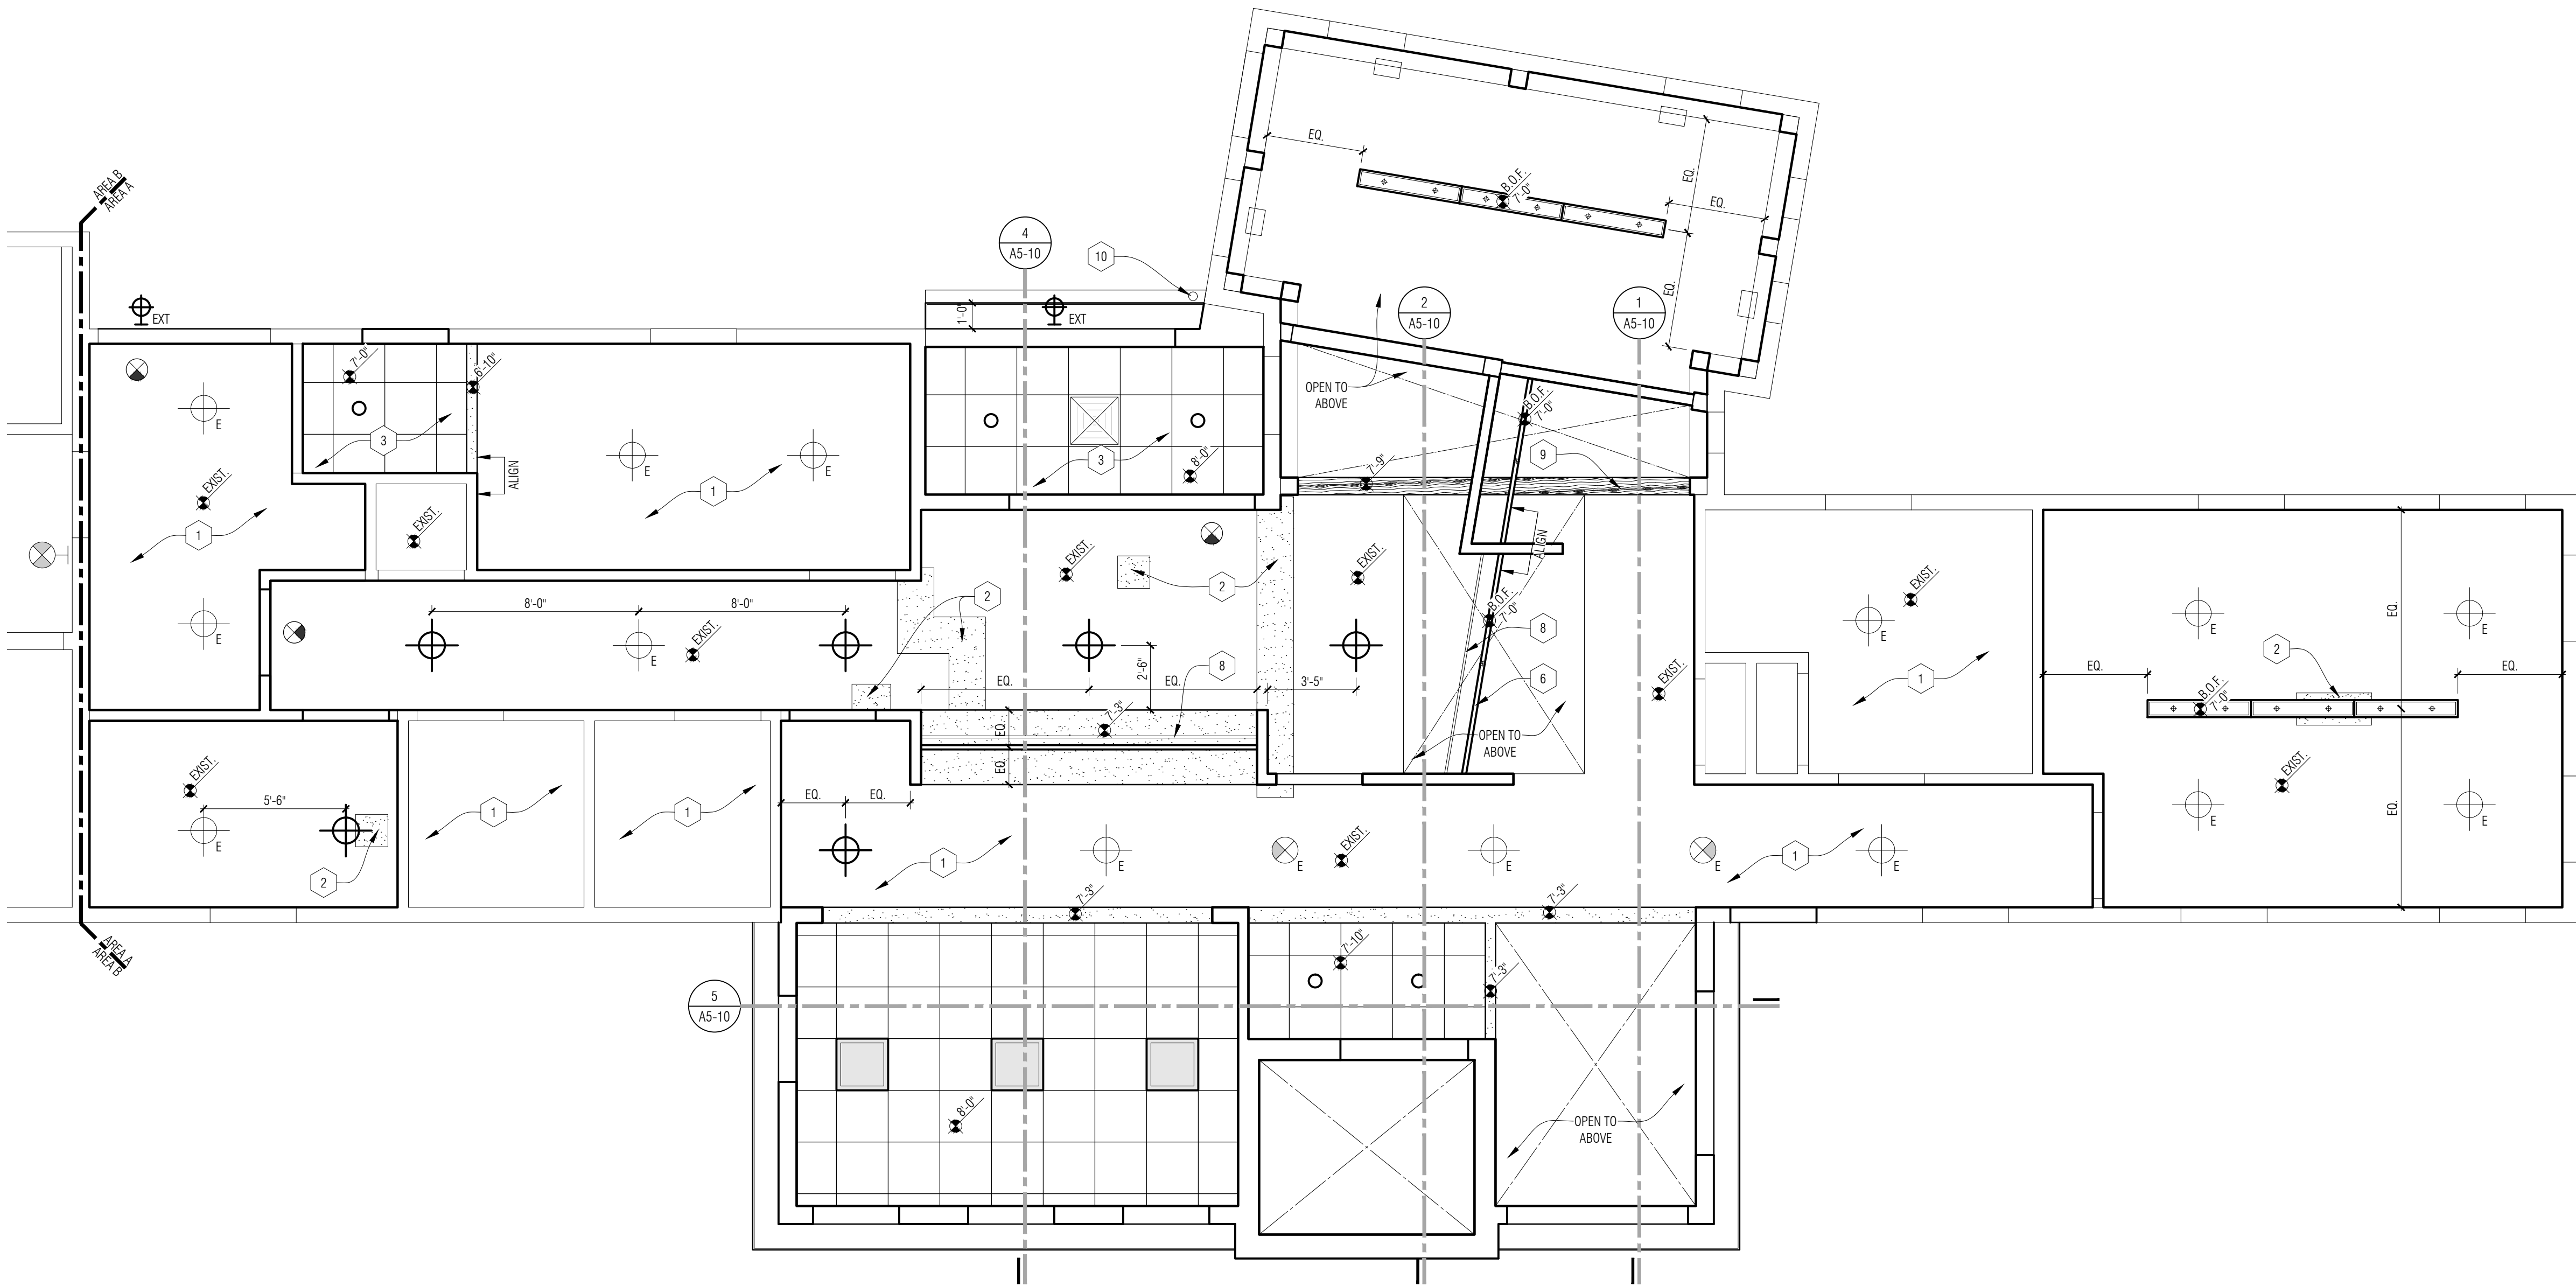 AREA B
AREA A
4
A5-10
10
EXT
1'-0"
EXT
EQ.
B.O.F.
7'-0"
EQ.
EQ.
EQ.
2
A5-10
1
A5-10
7'-0"
6'-10"
E
3
ALIGN
E
E
EXIST.
1
EXIST.
1
3
8'-0"
OPEN TO
ABOVE
B.O.F.
7'-0"
7'-9"
9
ALIGN
EXIST.
2
EXIST.
E
8'-0"
8'-0"
E
EXIST.
2
2'-6"
8
EQ.
EQ.
3'-5"
B.O.F.
7'-0"
8
6
EXIST.
EXIST.
E
1
E
E
EQ.
2
EQ.
EQ.
B.O.F.
7'-0"
EXIST.
E
E
EQ.
EQ.
EQ.
7'-3"
OPEN TO
ABOVE
EXIST.
5'-6"
E
2
1
1
EQ.
EQ.
1
E
E
EXIST.
E
E
1
E
7'-3"
7'-3"
AREA A
AREA B
5
A5-10
7'-10"
7'-3"
8'-0"
OPEN TO
ABOVE